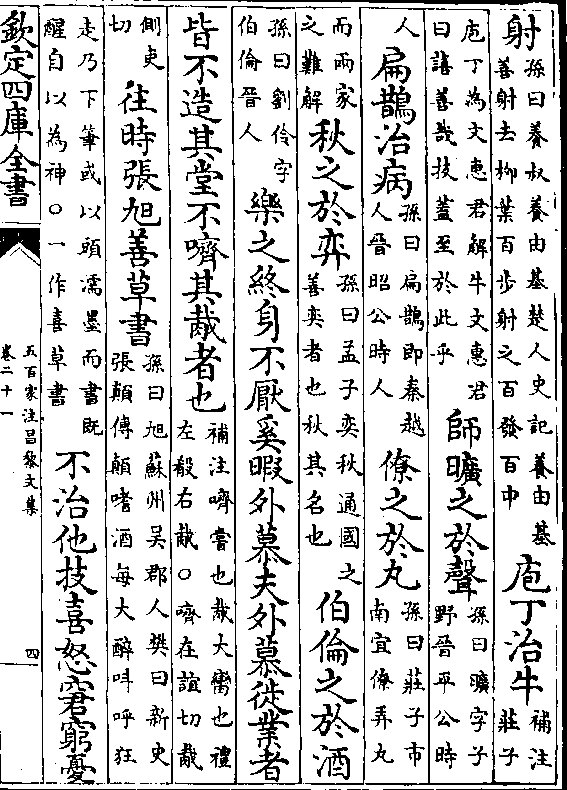 射孫曰養叔養由基楚人史記養由基善射去柳葉百步射之百發百中庖丁治牛補注莊子
庖丁為文惠君解牛文惠君曰譆善哉技蓋至於此乎師曠之於聲孫曰曠字子野晉平公時
人扁鵲治病孫曰扁鵲即秦越人晉昭公時人僚之於丸孫曰莊子市南宜僚弄丸
而兩家之難解秋之於弈孫曰孟子奕秋通國之善奕者也秋其名也伯倫之於酒
孫曰劉伶字伯倫晉人樂之終身不厭奚暇外慕夫外慕徙業者
皆不造其堂不嚌其胾者也補注嚌嘗也胾大臠也禮左殽右胾○嚌在誼切胾
側吏切往時張旭善草書孫曰旭蘇州吳郡人樊曰新史張顛傳顛嗜酒每大醉呌呼狂
走乃下筆或以頭濡墨而書既醒自以為神○一作喜草書不治他技喜怒窘窮憂
欽定四庫全書
五百家注昌黎文集
卷二十一
四